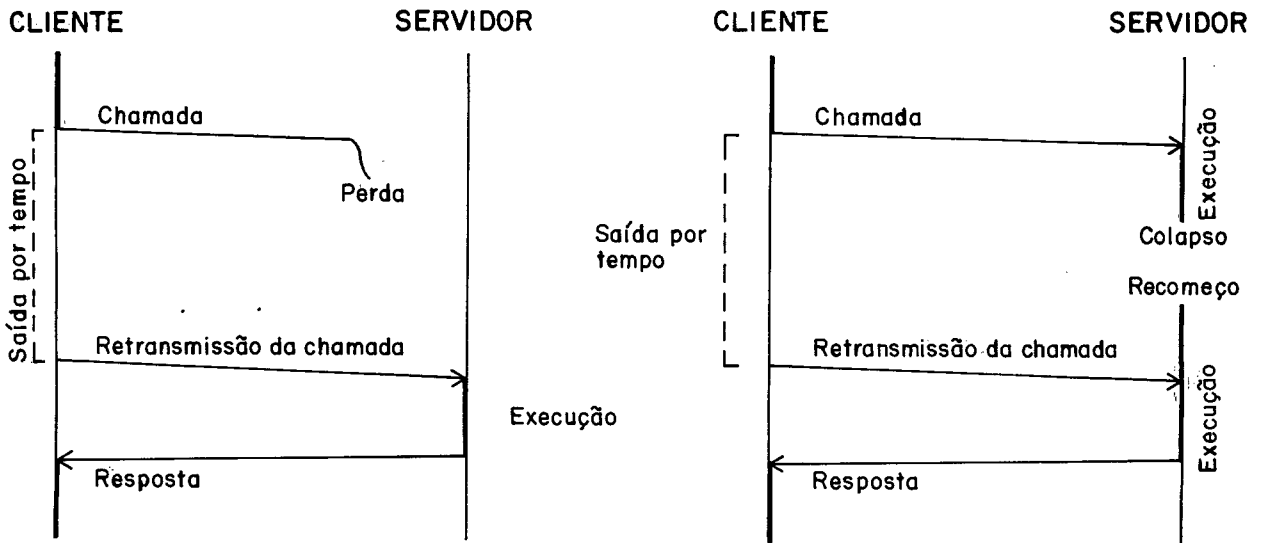 CLIENTE
SERVIDOR
Chamada
Perda
Saída por tempo
Retransmissão da chamada
Execução
Resposta
CLIENTE
SERVIDOR
Chamada
Execução
Colapso
Saída por
tempo
Recomeço
Retransmissão da chamada
Execução
Resposta